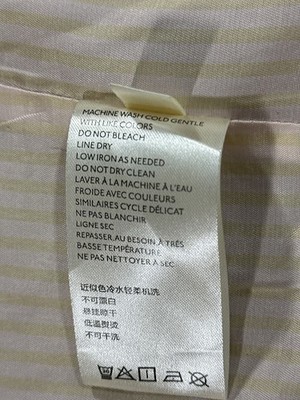 MACHINE WASH COLD GENTLE
WITH LIKE COLORS
DO NOT BLEACH
LINE DRY
LOW IRON AS NEEDED
DO NOT DRY CLEAN
LAVER À LA MACHINE À L'EAU
FROIDE AVEC COULEURS
SIMILAIRES CYCLE DÉLICAT
NE PAS BLANCHIR
LIGNE SEC
REPASSER AU BESOIN À TRÈS
BASSE TEMPÉRATURE
NE PAS NETTOYER À SEC
近似色冷水轻柔机洗
不可漂白
悬挂晾干
低温熨烫
不可干洗